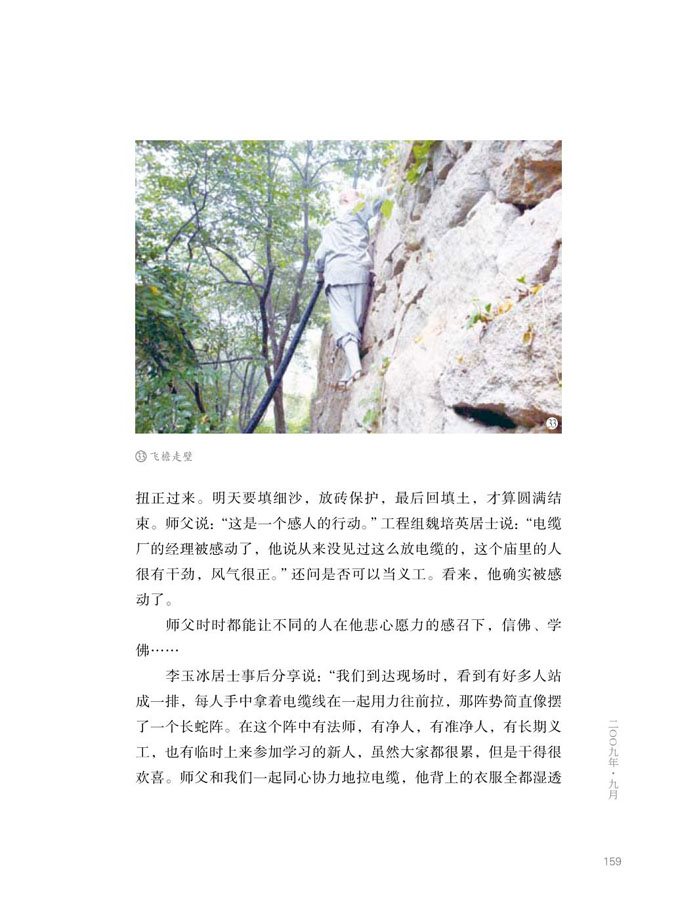 33
㉝飞檐走壁
扭正过来。明天要填细沙，放砖保护，最后回填土，才算圆满结
束。师父说：“这是一个感人的行动。”工程组魏培英居士说：“电缆
厂的经理被感动了，他说从来没见过这么放电缆的，这个庙里的人
很有干劲，风气很正。”还问是否可以当义工。看来，他确实被感
动了。
师父时时都能让不同的人在他悲心愿力的感召下，信佛、学
佛……
李玉冰居士事后分享说：“我们到达现场时，看到有好多人站
成一排，每人手中拿着电缆线在一起用力往前拉，那阵势简直像摆
了一个长蛇阵。在这个阵中有法师，有净人，有准净人，有长期义
工，也有临时上来参加学习的新人，虽然大家都很累，但是干得很
欢喜。师父和我们一起同心协力地拉电缆，他背上的衣服全都湿透
二〇〇九年·九月
159